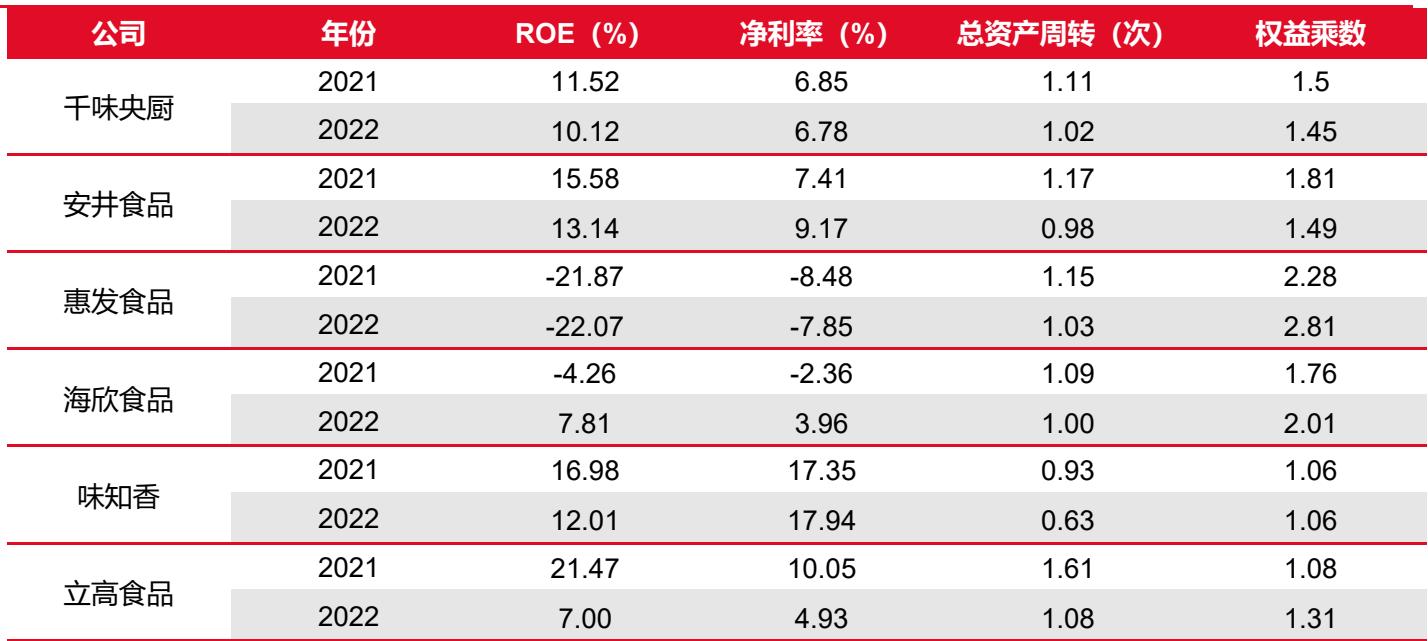 公司 年份 ROE（%） 净利率（%） 总资产周转（次） 权益乘数
千味央厨 2021 11.52 6.85 1.11 1.5
2022 10.12 6.78 1.02 1.45
安井食品 2021 15.58 7.41 1.17 1.81
2022 13.14 9.17 0.98 1.49
惠发食品 2021 -21.87 -8.48 1.15 2.28
2022 -22.07 -7.85 1.03 2.81
海欣食品 2021 -4.26 -2.36 1.09 1.76
2022 7.81 3.96 1.00 2.01
味知香 2021 16.98 17.35 0.93 1.06
2022 12.01 17.94 0.63 1.06
立高食品 2021 21.47 10.05 1.61 1.08
2022 7.00 4.93 1.08 1.31